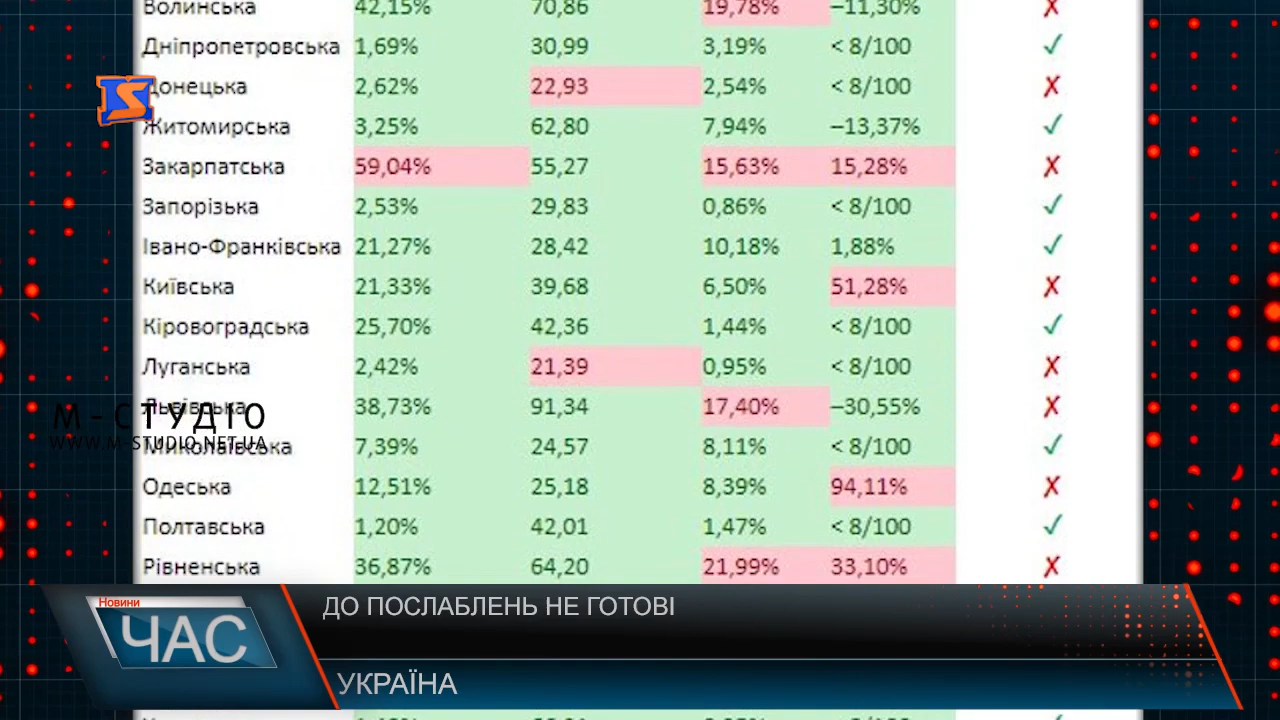 Волинська 42,15% 70,86 19,78% –11,30% ✗
Дніпропетровська 1,69% 30,99 3,19% < 8/100 ✓
Донецька 2,62% 22,93 2,54% < 8/100 ✗
Житомирська 3,25% 62,80 7,94% –13,37% ✓
Закарпатська 59,04% 55,27 15,63% 15,28% ✗
Запорізька 2,53% 29,83 0,86% < 8/100 ✓
Івано-Франківська 21,27% 28,42 10,18% 1,88% ✓
Київська 21,33% 39,68 6,50% 51,28% ✗
Кіровоградська 25,70% 42,36 1,44% < 8/100 ✓
Луганська 2,42% 21,39 0,95% < 8/100 ✗
Львівська 38,73% 91,34 17,40% –30,55% ✗
М-СТУДІО
WWW.M-STUDIO.NET.UA
Миколаївська 7,39% 24,57 8,11% < 8/100 ✓
Одеська 12,51% 25,18 8,39% 94,11% ✗
Полтавська 1,20% 42,01 1,47% < 8/100 ✓
Рівненська 36,87% 64,20 21,99% 33,10% ✗
Новини
ЧАС
ДО ПОСЛАБЛЕНЬ НЕ ГОТОВІ
УКРАЇНА